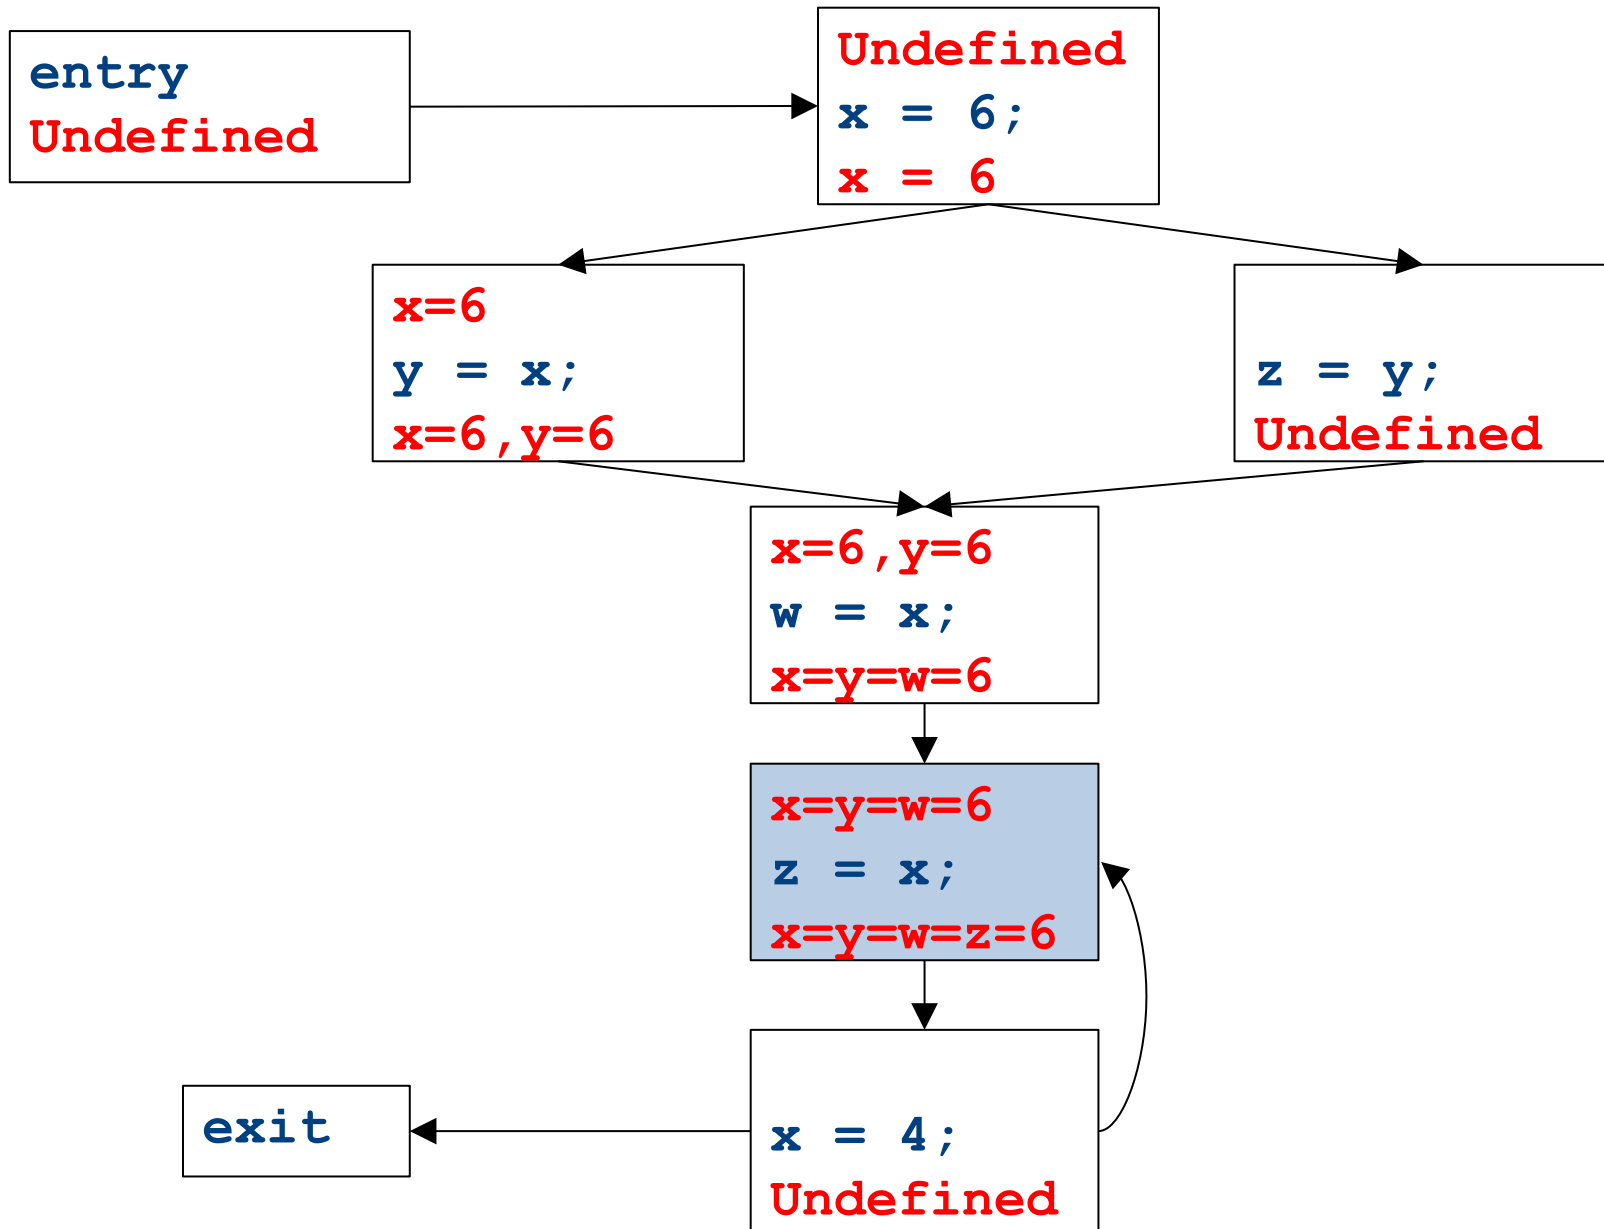 entry
Undefined
Undefined
x = 6;
x = 6
x=6
y = x;
x=6,y=6
z = y;
Undefined
x=6,y=6
w = x;
x=y=w=6
x=y=w=6
z = x;
x=y=w=z=6
exit
x = 4;
Undefined